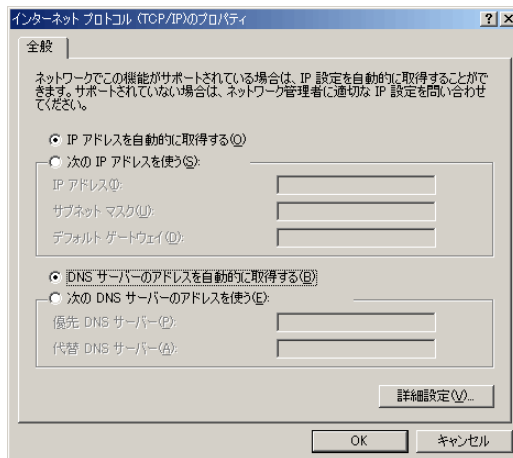 インターネット プロトコル (TCP/IP)のプロパティ
全般
ネットワークでこの機能がサポートされている場合は、IP 設定を自動的に取得することがで
きます。サポートされていない場合は、ネットワーク管理者に適切な IP 設定を問い合わせ
てください。
IP アドレスを自動的に取得する(O)
次の IP アドレスを使う(S):
IP アドレス(I):
サブネット マスク(U):
デフォルト ゲートウェイ(D):
DNS サーバーのアドレスを自動的に取得する(B)
次の DNS サーバーのアドレスを使う(E):
優先 DNS サーバー(P):
代替 DNS サーバー(A):
詳細設定(V)...
OK
キャンセル